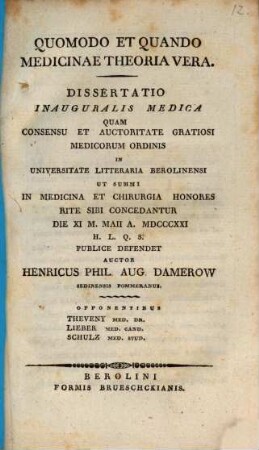 12.
QUOMODO ET QUANDO
MEDICINAE THEORIA VERA.
DISSERTATIO
INAUGURALIS MEDICA
QUAM
CONSENSU ET AUCTORITATE GRATIOSI
MEDICORUM ORDINIS
IN
UNIVERSITATE LITTERARIA BEROLINENSI
UT SUMMI
IN MEDICINA ET CHIRURGIA HONORES
RITE SIBI CONCEDANTUR
DIE XI M. MAII A. MDCCCXXI
H. L. Q. S.
PUBLICE DEFENDET
AUCTOR
HENRICUS PHIL. AUG. DAMEROW
SEDINENSIS POMMERANUS.
OPPONENTIBUS
THEVENY MED. DR.
LIEBER MED. CAND.
SCHULZ MED. STUD.
BEROLINI
FORMIS BRUESCHCKIANIS.